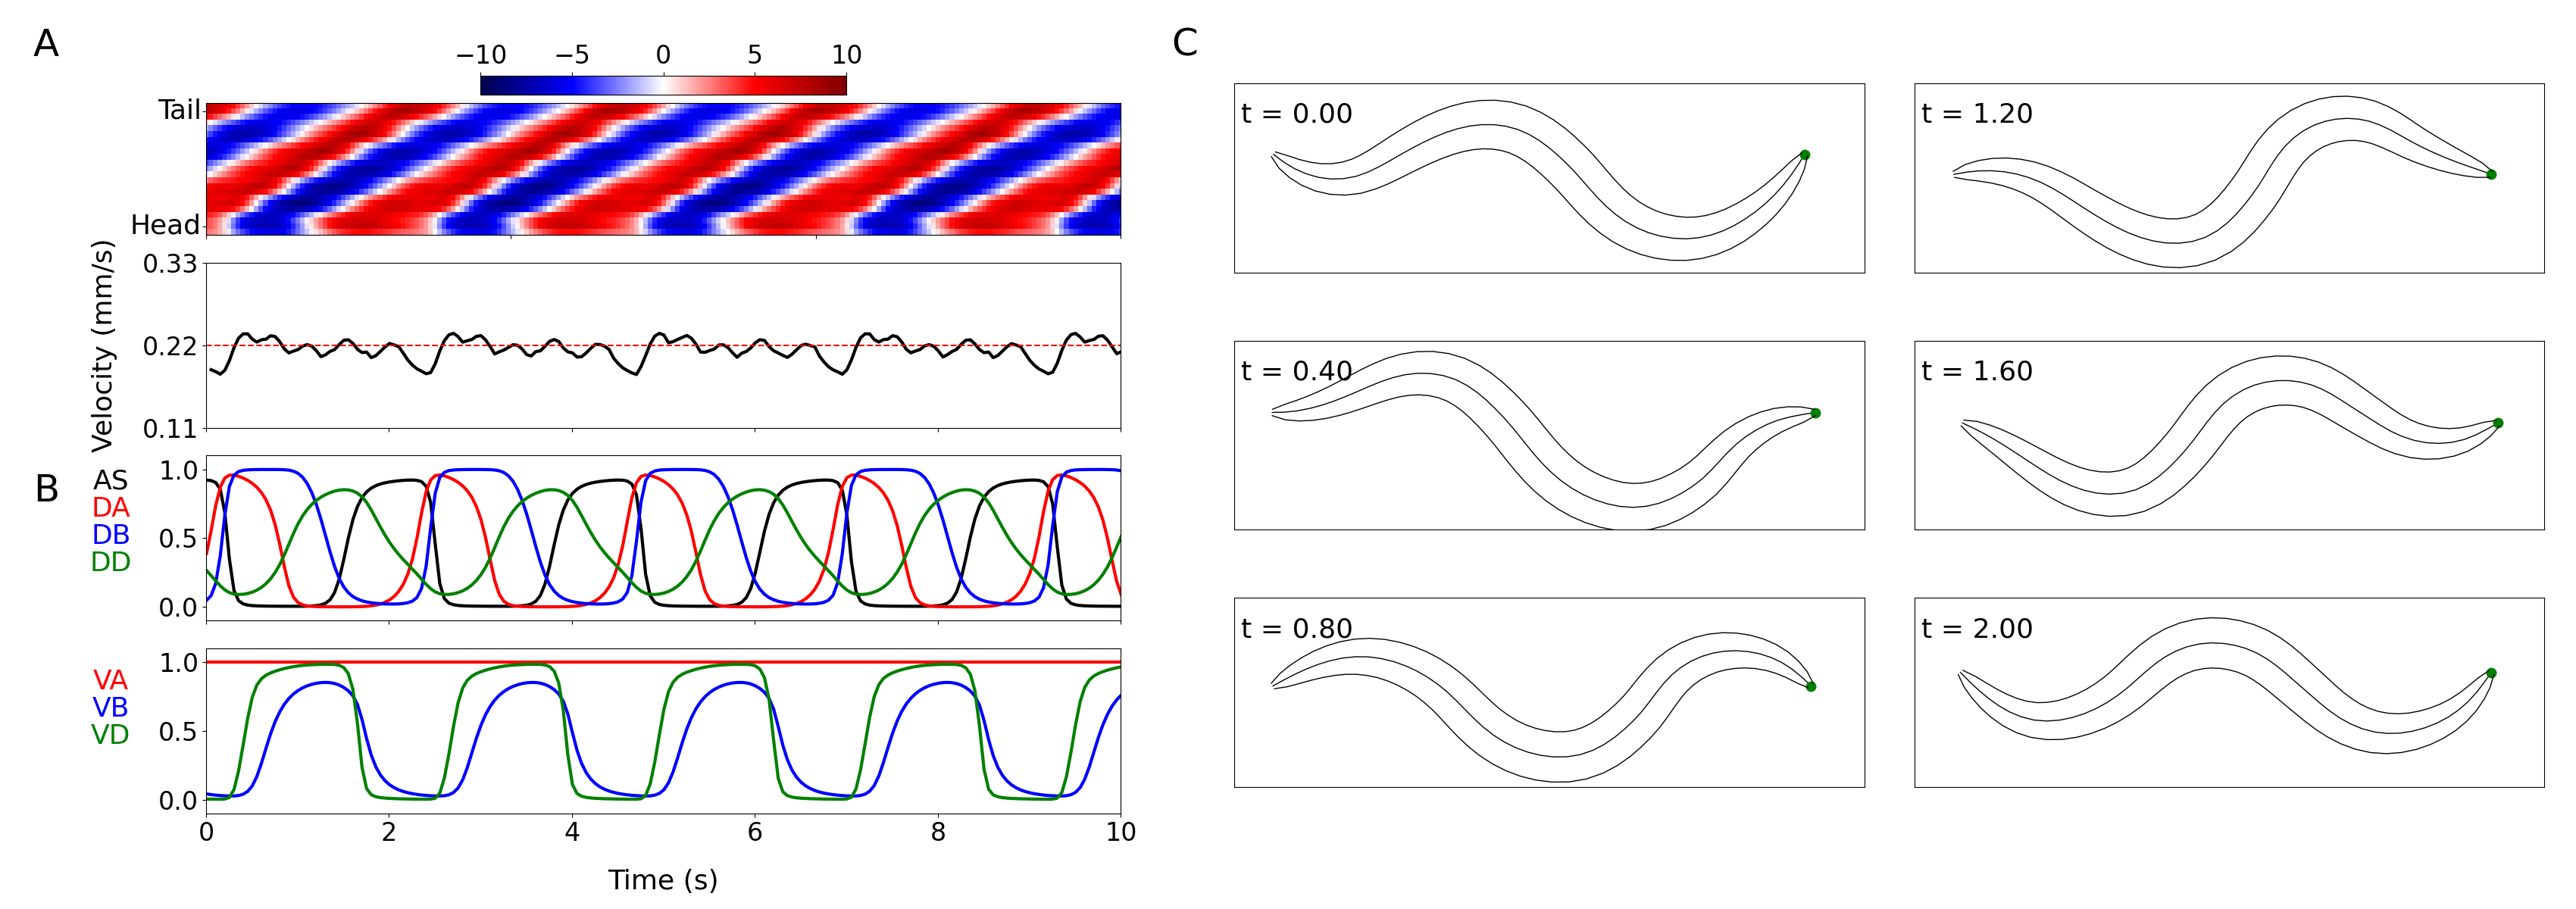 A
−10 −5 0 5 10
Tail
Head
Velocity (mm/s)
0.33
0.22
0.11
B
AS
DA
DB
DD
1.0
0.5
0.0
VA
VB
VD
1.0
0.5
0.0
0 2 4 6 8 10
Time (s)
C
t = 0.00
t = 1.20
t = 0.40
t = 1.60
t = 0.80
t = 2.00